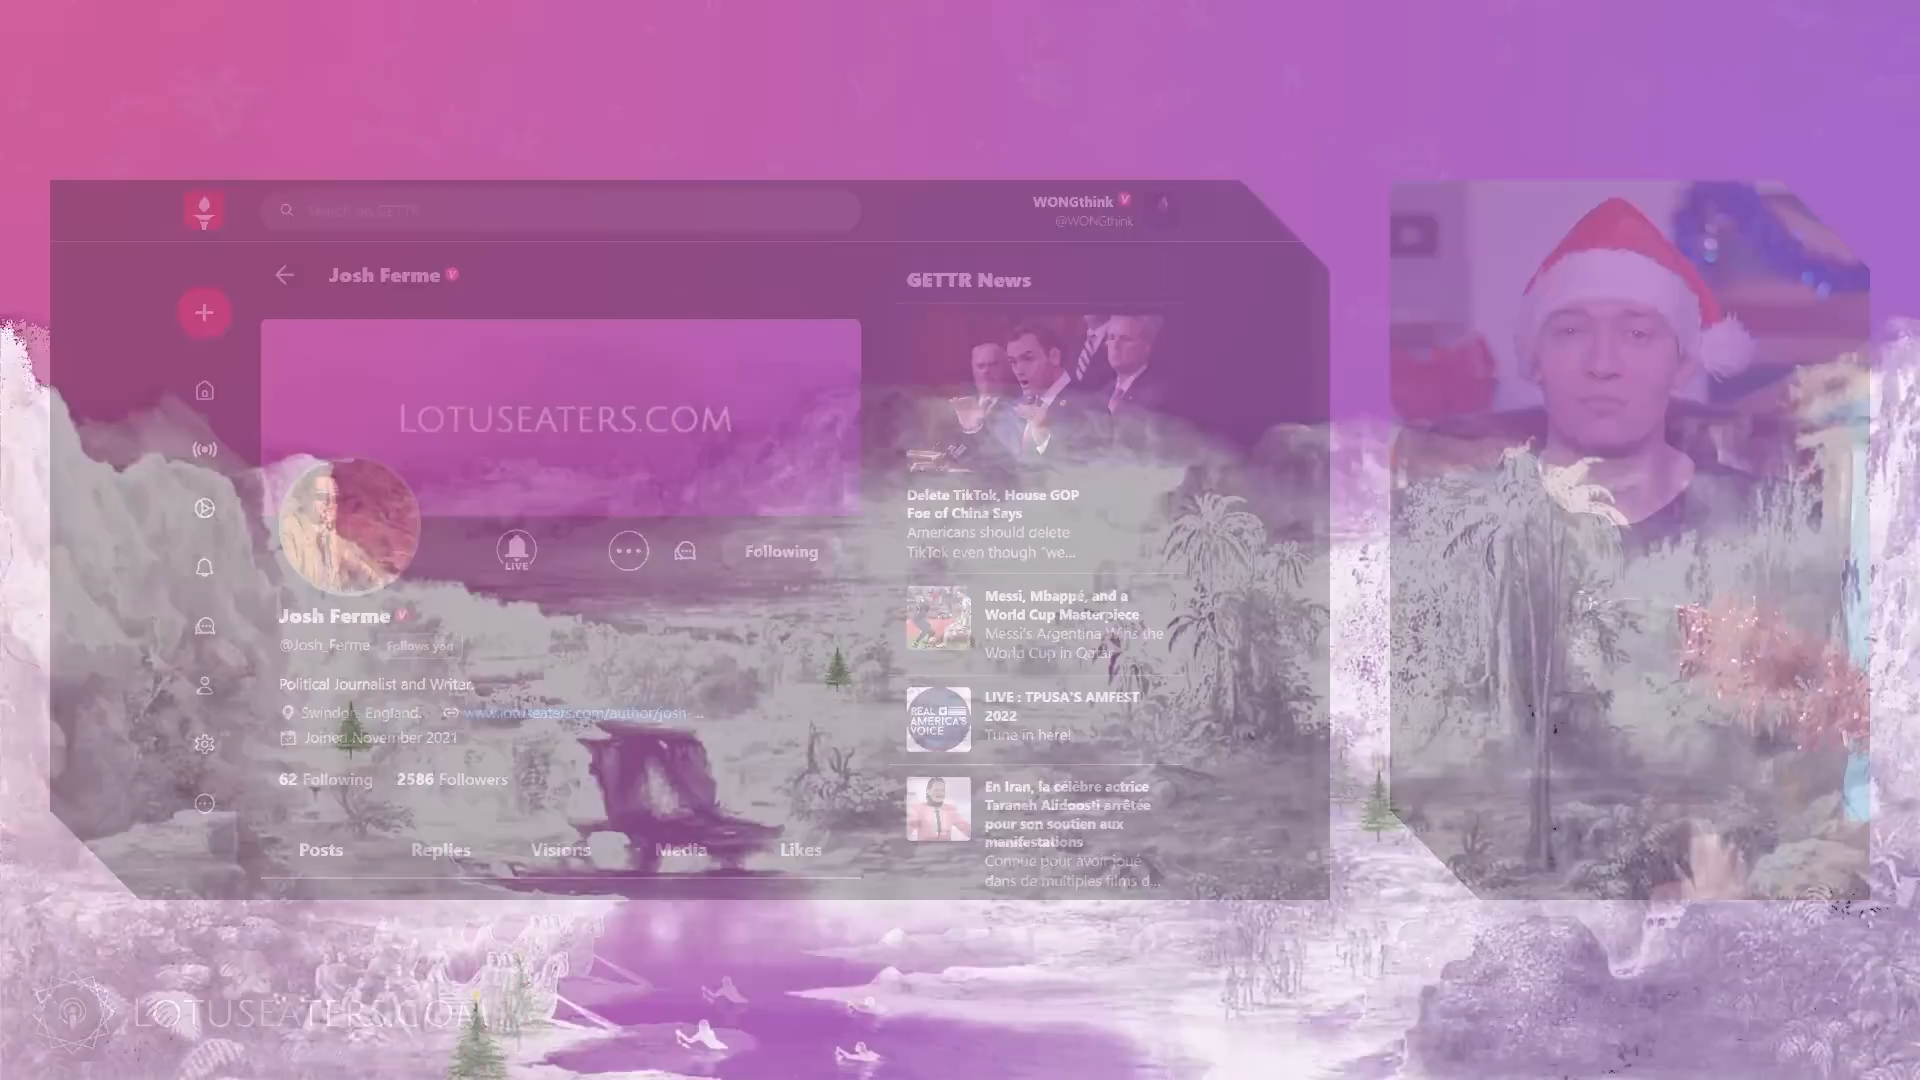 Search on GETTR
WONGthink
@WONGthink
Josh Ferme
LOTUSEATERS.COM
LIVE
Following
Josh Ferme
@Josh_Ferme Follows you
Political Journalist and Writer.
Swindon, England. www.lotuseaters.com/author/josh-...
Joined November 2021
62 Following 2586 Followers
Posts Replies Visions Media Likes
GETTR News
Delete TikTok, House GOP
Foe of China Says
Americans should delete
TikTok even though "we...
Messi, Mbappé, and a
World Cup Masterpiece
Messi's Argentina Wins the
World Cup in Qatar
REAL
AMERICA'S
VOICE
LIVE : TPUSA'S AMFEST
2022
Tune in here!
En Iran, la célèbre actrice
Taraneh Alidoosti arrêtée
pour son soutien aux
manifestations
Connue pour avoir joué
dans de multiples films d...
LOTUSEATERS.COM